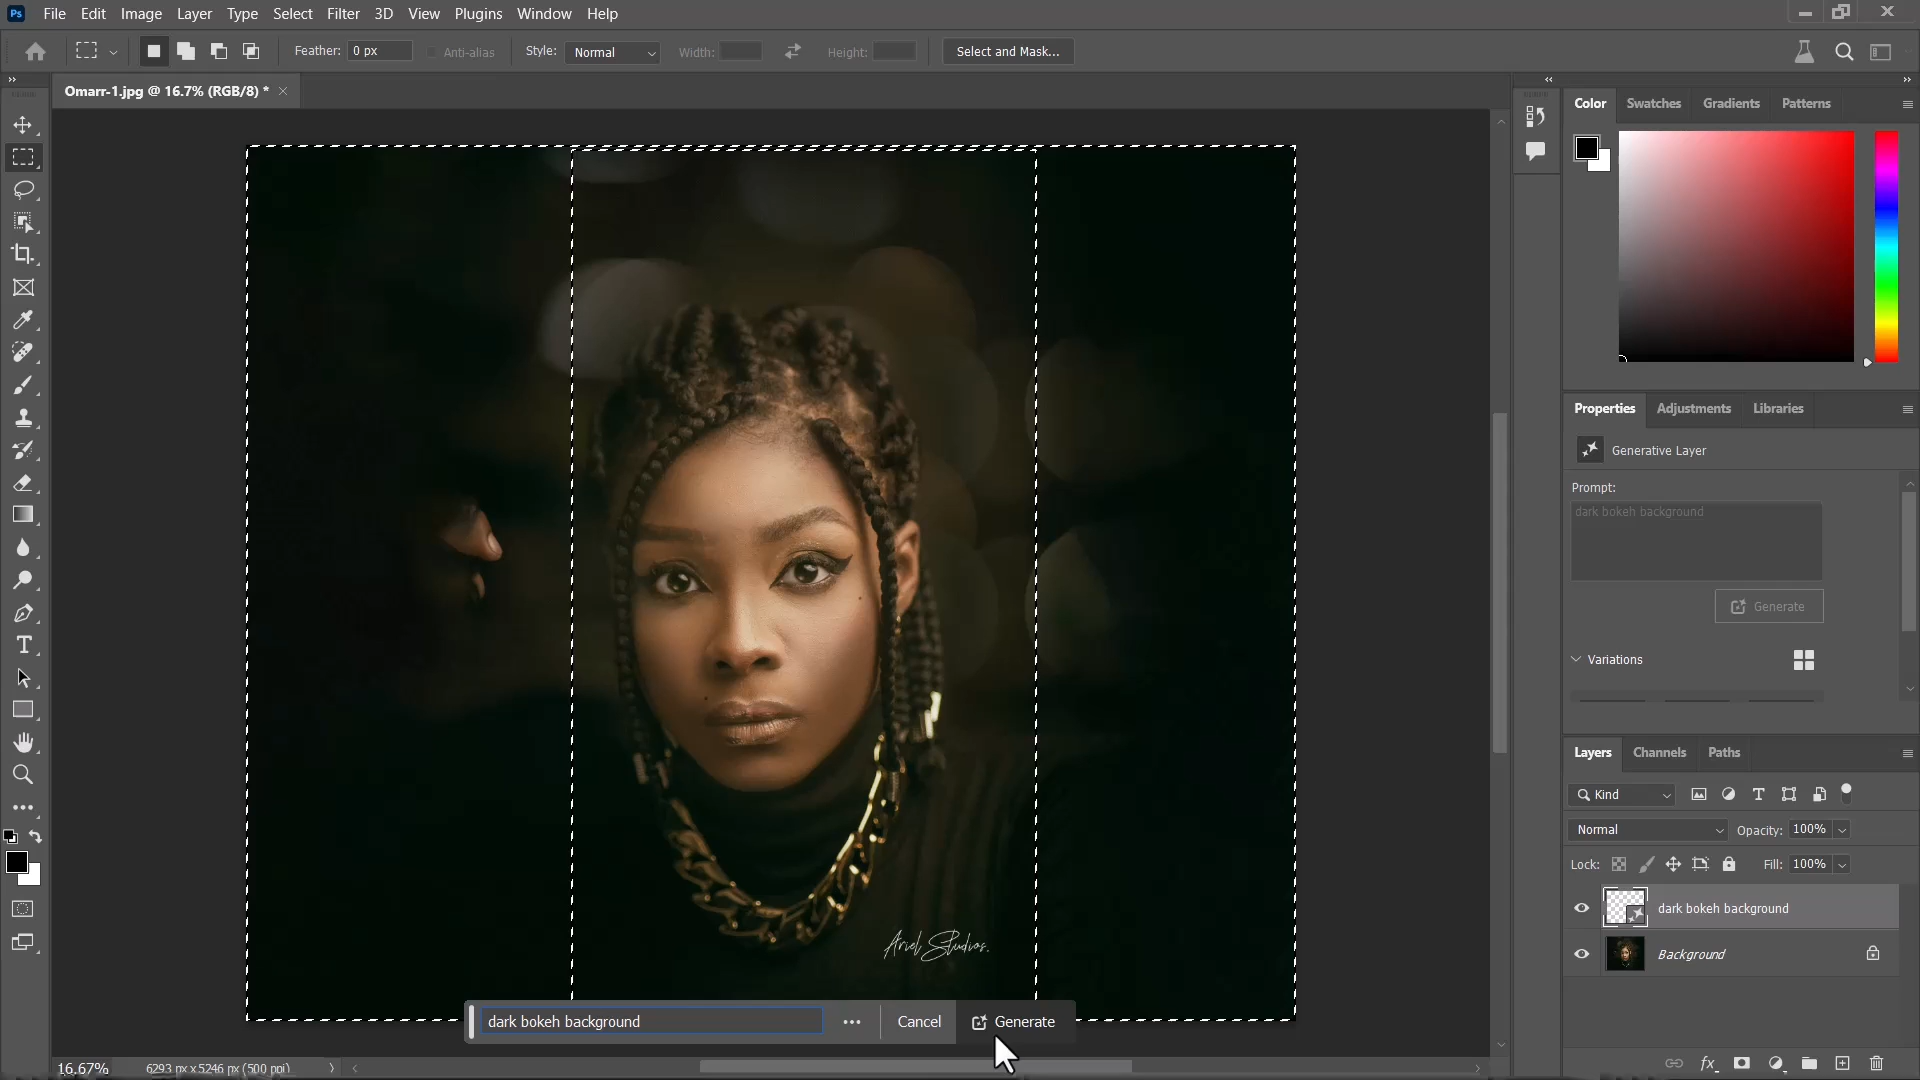 Ps File Edit Image Layer Type Select Filter 3D View Plugins Window Help
Feather: 0 px Anti-alias Style: Normal Width: Height: Select and Mask...
Omarr-1.jpg @ 16.7% (RGB/8) *
Color Swatches Gradients Patterns
Properties Adjustments Libraries
Generative Layer
Prompt:
dark bokeh background
Generate
Variations
Layers Channels Paths
Kind
Normal Opacity: 100%
Lock: Fill: 100%
dark bokeh background
Background
Ariel Studios.
dark bokeh background ••• Cancel Generate
16.67% 6293 px x 5246 px (500 ppi)